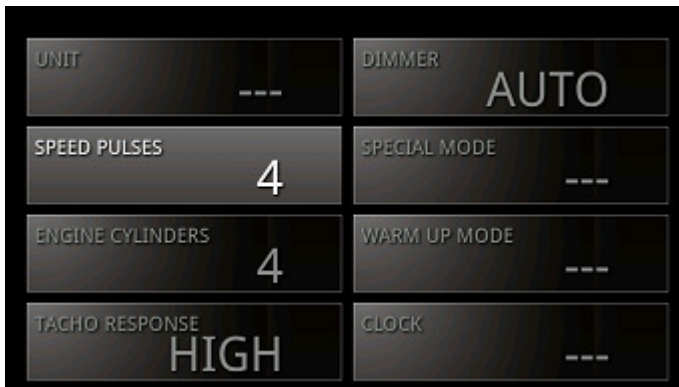 UNIT
---
DIMMER
AUTO
SPEED PULSES
4
SPECIAL MODE
---
ENGINE CYLINDERS
4
WARM UP MODE
---
TACHO RESPONSE
HIGH
CLOCK
---